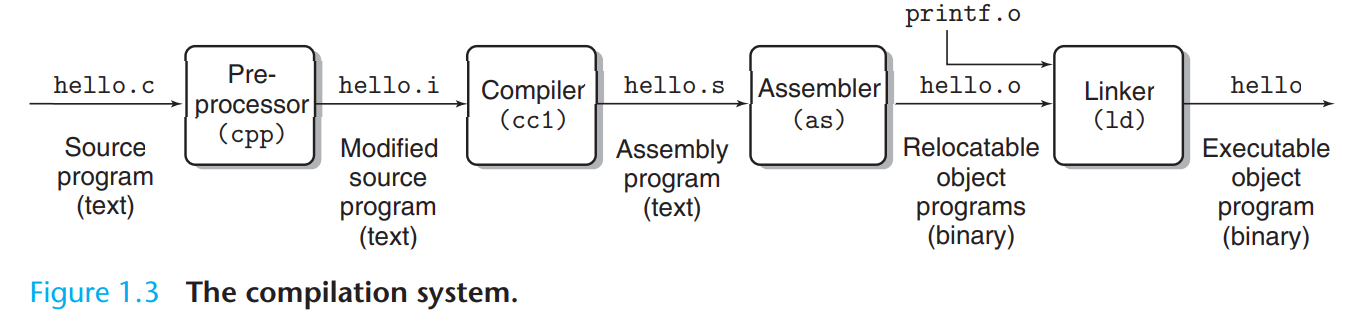 printf.o
hello.c
Pre-
processor
(cpp)
hello.i
Compiler
(cc1)
hello.s
Assembler
(as)
hello.o
Linker
(ld)
hello
Source
program
(text)
Modified
source
program
(text)
Assembly
program
(text)
Relocatable
object
programs
(binary)
Executable
object
program
(binary)
Figure 1.3 The compilation system.